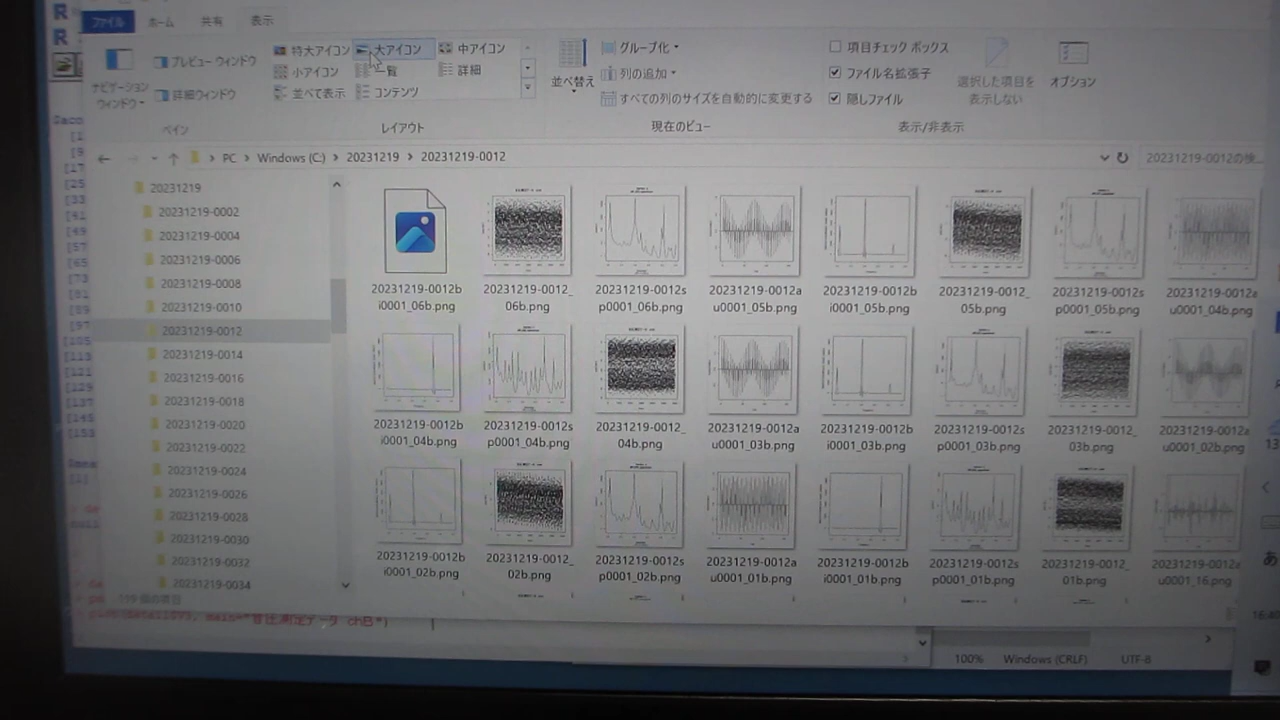 ファイル ホーム 共有 表示
特大アイコン 大アイコン 中アイコン
小アイコン 一覧 詳細
並べて表示 コンテンツ
プレビュー ウィンドウ
詳細ウィンドウ
ナビゲーション
ウィンドウ
並べ替え
グループ化
列の追加
すべての列のサイズを自動的に変更する
項目チェック ボックス
ファイル名拡張子
隠しファイル
選択した項目を
表示しない
オプション
ペイン レイアウト 現在のビュー 表示/非表示
PC > Windows (C:) > 20231219 > 20231219-0012
20231219-0012の検...
20231219
20231219-0002
20231219-0004
20231219-0006
20231219-0008
20231219-0010
20231219-0012
20231219-0014
20231219-0016
20231219-0018
20231219-0020
20231219-0022
20231219-0024
20231219-0026
20231219-0028
20231219-0030
20231219-0032
20231219-0034
20231219-0012b
i0001_06b.png
20231219-0012_
06b.png
20231219-0012s
p0001_06b.png
20231219-0012a
u0001_05b.png
20231219-0012b
i0001_05b.png
20231219-0012_
05b.png
20231219-0012s
p0001_05b.png
20231219-0012a
u0001_04b.png
20231219-0012b
i0001_04b.png
20231219-0012s
p0001_04b.png
20231219-0012_
04b.png
20231219-0012a
u0001_03b.png
20231219-0012b
i0001_03b.png
20231219-0012s
p0001_03b.png
20231219-0012_
03b.png
20231219-0012a
u0001_02b.png
20231219-0012b
i0001_02b.png
20231219-0012_
02b.png
20231219-0012s
p0001_02b.png
20231219-0012a
u0001_01b.png
20231219-0012b
i0001_01b.png
20231219-0012s
p0001_01b.png
20231219-0012_
01b.png
20231219-0012a
u0001_16.png
119 個の項目
100% Windows (CRLF) UTF-8